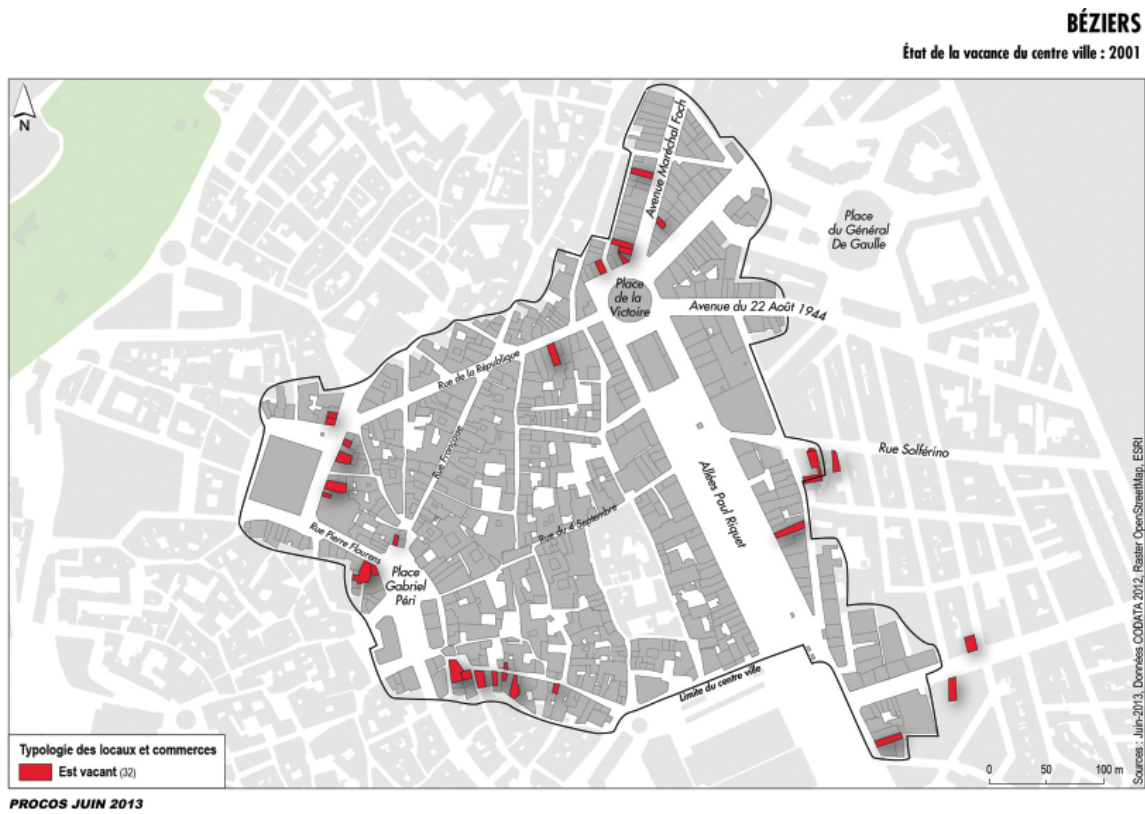 BÉZIERS
État de la vacance du centre ville : 2001
N
Avenue Maréchal Foch
Place
du Général
De Gaulle
Place
de la
Victoire
Avenue du 22 Août 1944
Rue de la République
Rue Française
Rue Solférino
Allées Paul Riquet
Rue du 4 Septembre
Rue Pierre Flourens
Place
Gabriel
Péri
Limite du centre ville
Typologie des locaux et commerces
Est vacant (32)
0 50 100 m
Sources : Juin-2013, Données OCODATA 2012, Raster OpenStreetMap, ESRI
PROCOS JUIN 2013